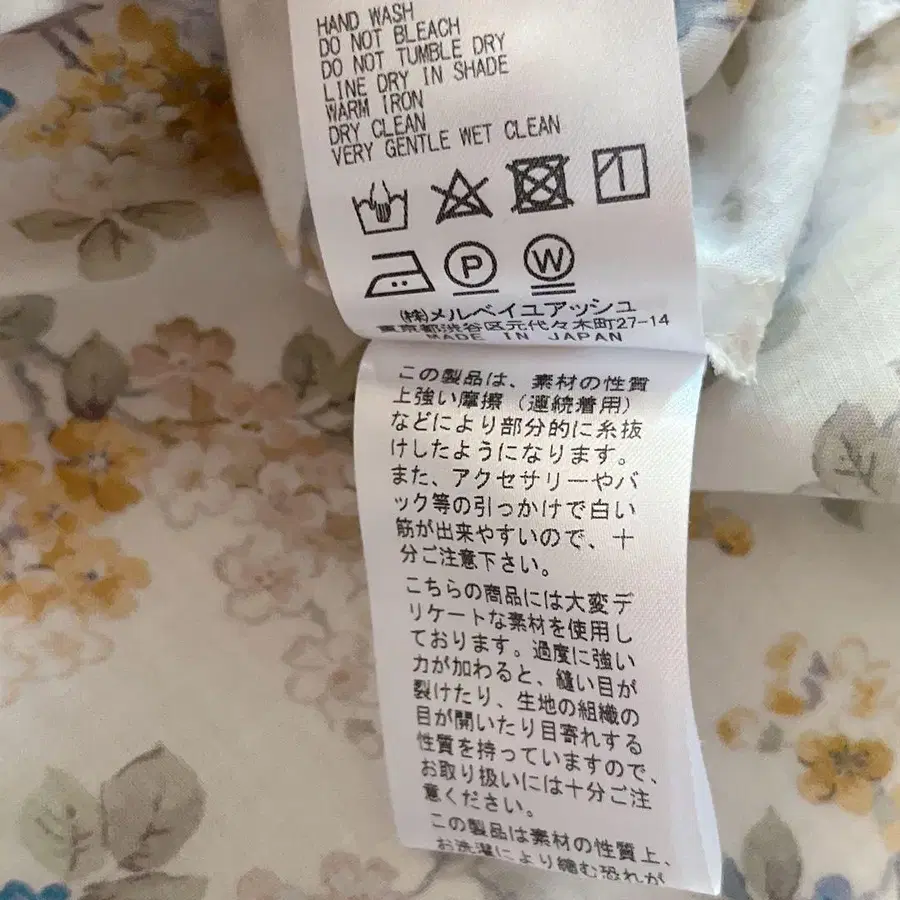 HAND WASH
DO NOT BLEACH
DO NOT TUMBLE DRY
LINE DRY IN SHADE
WARM IRON
DRY CLEAN
VERY GENTLE WET CLEAN
P
W
(株)メルベイユアッシュ
東京都渋谷区元代々木町27-14
MADE IN JAPAN
この製品は、素材の性質
上強い摩擦（連続着用）
などにより部分的に糸抜
けしたようになります。
また、アクセサリーやバ
ック等の引っかけで白い
筋が出来やすいので、十
分ご注意下さい。
こちらの商品には大変デ
リケートな素材を使用し
ております。過度に強い
力が加わると、縫い目が
裂けたり、生地の組織の
目が開いたり目寄れする
性質を持っていますので、
お取り扱いには十分ご注
意ください。
この製品は素材の性質上、
お洗濯により縮む恐れが